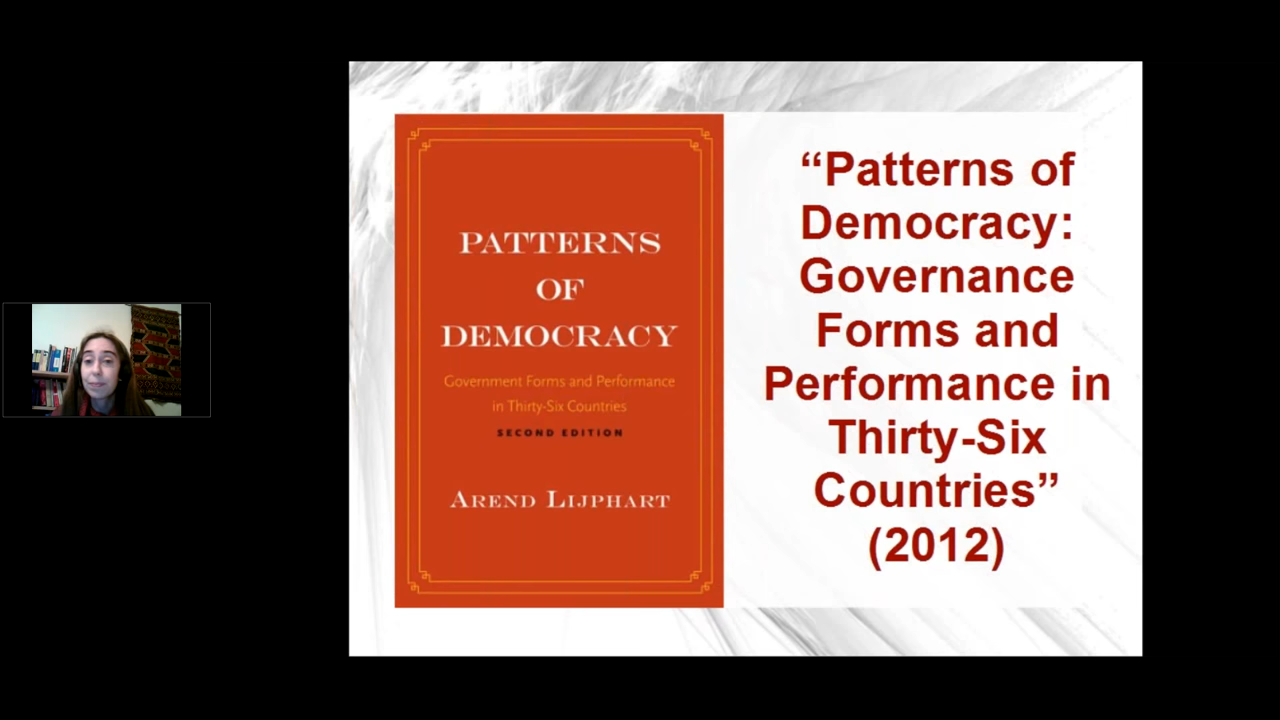 PATTERNS
OF
DEMOCRACY
Government Forms and Performance
in Thirty-Six Countries
SECOND EDITION
AREND LIJPHART
“Patterns of
Democracy:
Governance
Forms and
Performance in
Thirty-Six
Countries”
(2012)